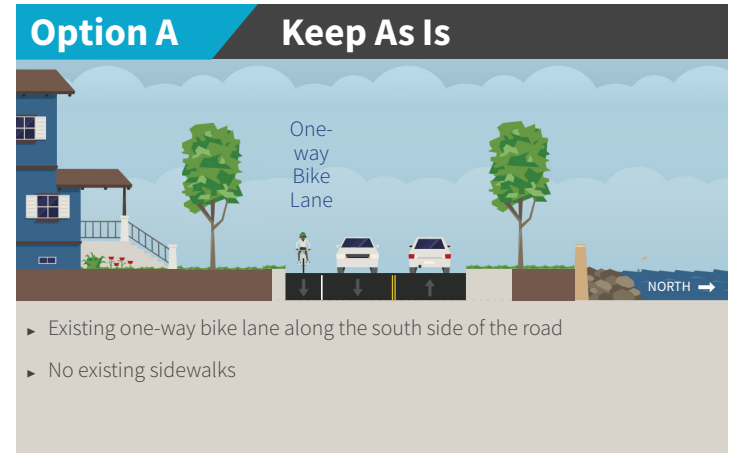 Option A
Keep As Is
One-
way
Bike
Lane
NORTH
► Existing one-way bike lane along the south side of the road
► No existing sidewalks